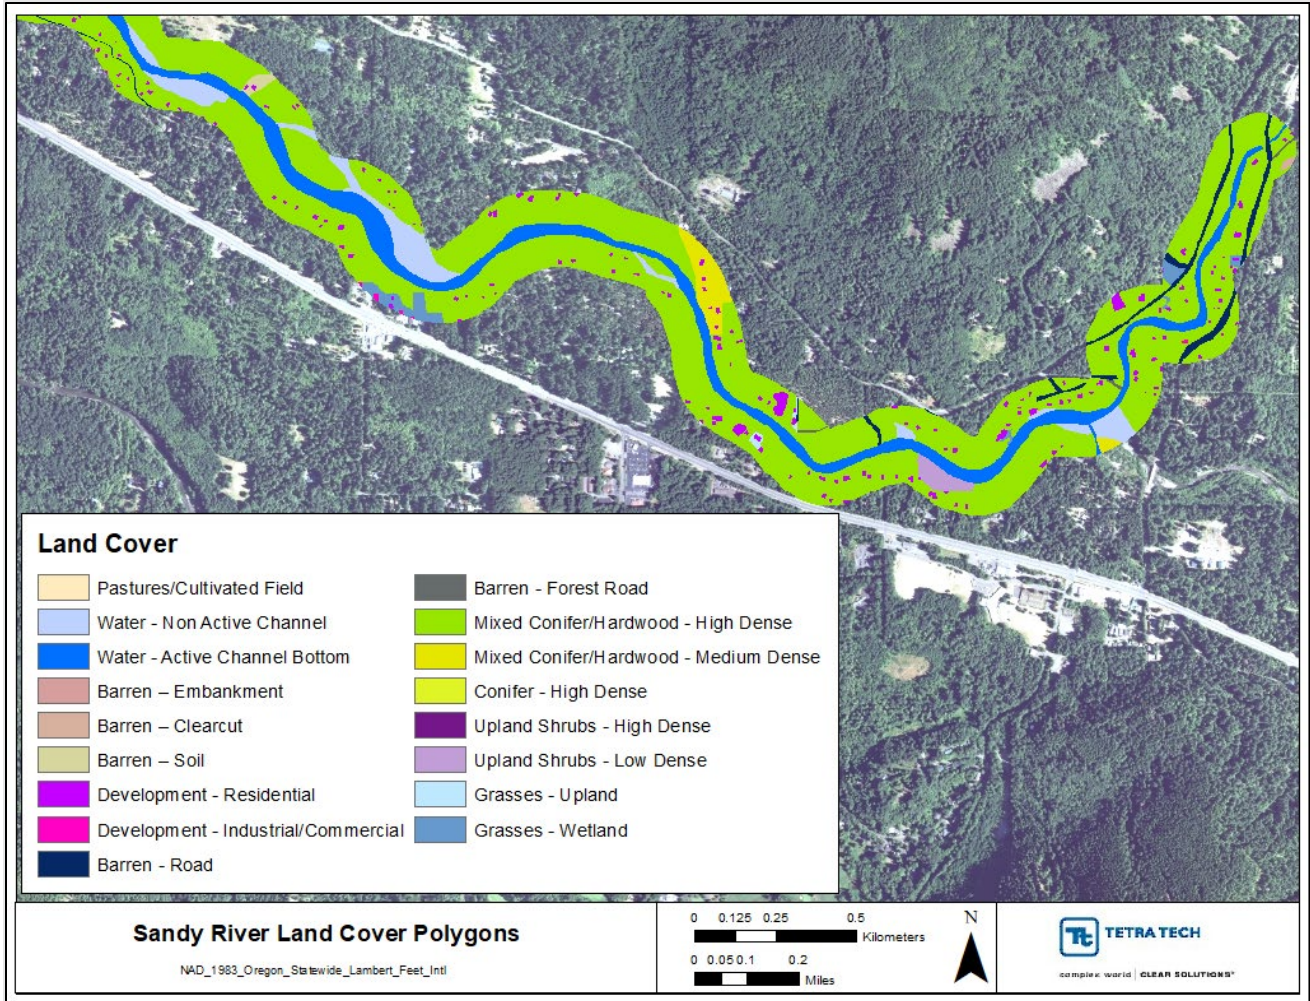 Land Cover
Pastures/Cultivated Field
Water - Non Active Channel
Water - Active Channel Bottom
Barren – Embankment
Barren – Clearcut
Barren – Soil
Development - Residential
Development - Industrial/Commercial
Barren - Road
Barren - Forest Road
Mixed Conifer/Hardwood - High Dense
Mixed Conifer/Hardwood - Medium Dense
Conifer - High Dense
Upland Shrubs - High Dense
Upland Shrubs - Low Dense
Grasses - Upland
Grasses - Wetland
Sandy River Land Cover Polygons
NAD_1983_Oregon_Statewide_Lambert_Feet_Intl
0 0.125 0.25 0.5
Kilometers
0 0.05 0.1 0.2
Miles
N
Tt TETRA TECH
complex world | CLEAR SOLUTIONS™